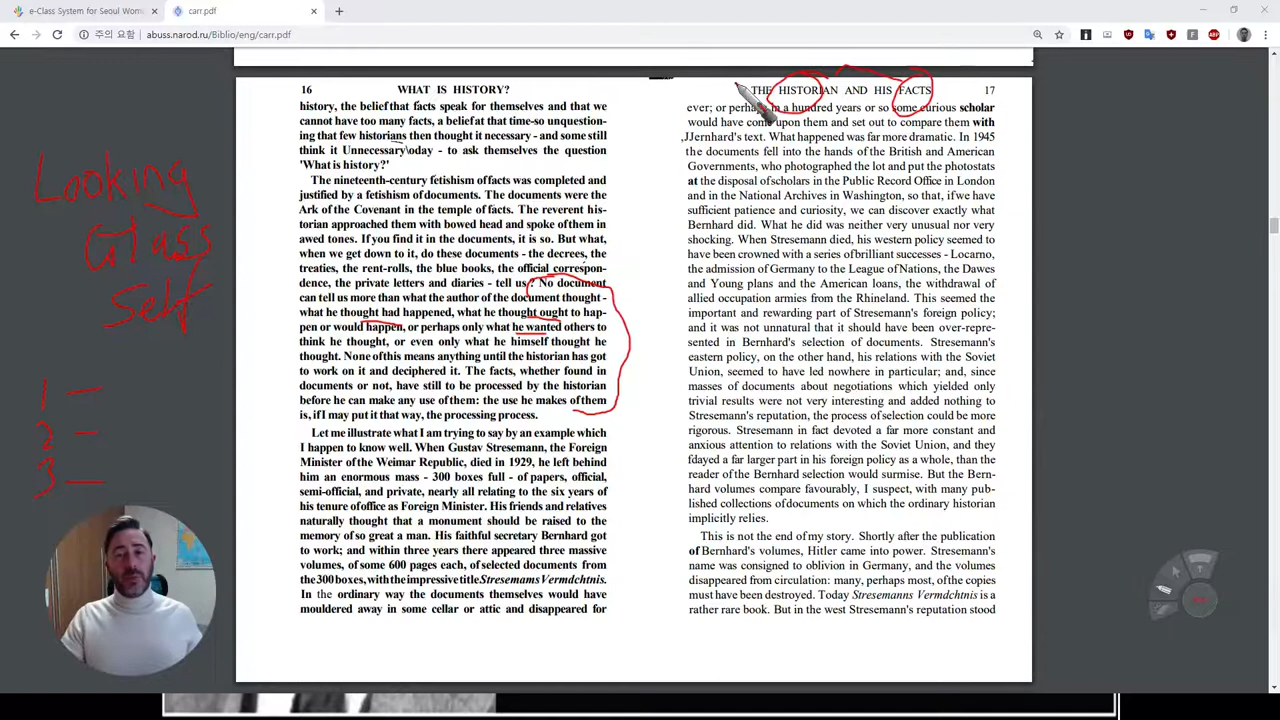 e-Class System for Seoul Wom
carr.pdf
주의 요함
abuss.narod.ru/Biblio/eng/carr.pdf
Looking
Glass
Self
1 —
2 —
3 —
16 WHAT IS HISTORY?
history, the belief that facts speak for themselves and that we
cannot have too many facts, a belief at that time-so unquestion-
ing that few historians then thought it necessary - and some still
think it Unnecessary\oday - to ask themselves the question
'What is history?'
The nineteenth-century fetishism of facts was completed and
justified by a fetishism of documents. The documents were the
Ark of the Covenant in the temple of facts. The reverent his-
torian approached them with bowed head and spoke of them in
awed tones. If you find it in the documents, it is so. But what,
when we get down to it, do these documents - the decrees, the
treaties, the rent-rolls, the blue books, the official correspon-
dence, the private letters and diaries - tell us ? No document
can tell us more than what the author of the document thought -
what he thought had happened, what he thought ought to hap-
pen or would happen, or perhaps only what he wanted others to
think he thought, or even only what he himself thought he
thought. None of this means anything until the historian has got
to work on it and deciphered it. The facts, whether found in
documents or not, have still to be processed by the historian
before he can make any use of them: the use he makes of them
is, if I may put it that way, the processing process.
Let me illustrate what I am trying to say by an example which
I happen to know well. When Gustav Stresemann, the Foreign
Minister of the Weimar Republic, died in 1929, he left behind
him an enormous mass - 300 boxes full - of papers, official,
semi-official, and private, nearly all relating to the six years of
his tenure of office as Foreign Minister. His friends and relatives
naturally thought that a monument should be raised to the
memory of so great a man. His faithful secretary Bernhard got
to work; and within three years there appeared three massive
volumes, of some 600 pages each, of selected documents from
the 300 boxes, with the impressive title Stresemans Vermdchtnis.
In the ordinary way the documents themselves would have
mouldered away in some cellar or attic and disappeared for
THE HISTORIAN AND HIS FACTS 17
ever; or perhaps in a hundred years or so some curious scholar
would have come upon them and set out to compare them with
,JJernhard's text. What happened was far more dramatic. In 1945
the documents fell into the hands of the British and American
Governments, who photographed the lot and put the photostats
at the disposal of scholars in the Public Record Office in London
and in the National Archives in Washington, so that, if we have
sufficient patience and curiosity, we can discover exactly what
Bernhard did. What he did was neither very unusual nor very
shocking. When Stresemann died, his western policy seemed to
have been crowned with a series of brilliant successes - Locarno,
the admission of Germany to the League of Nations, the Dawes
and Young plans and the American loans, the withdrawal of
allied occupation armies from the Rhineland. This seemed the
important and rewarding part of Stresemann's foreign policy;
and it was not unnatural that it should have been over-repre-
sented in Bernhard's selection of documents. Stresemann's
eastern policy, on the other hand, his relations with the Soviet
Union, seemed to have led nowhere in particular; and, since
masses of documents about negotiations which yielded only
trivial results were not very interesting and added nothing to
Stresemann's reputation, the process of selection could be more
rigorous. Stresemann in fact devoted a far more constant and
anxious attention to relations with the Soviet Union, and they
fdayed a far larger part in his foreign policy as a whole, than the
reader of the Bernhard selection would surmise. But the Bern-
hard volumes compare favourably, I suspect, with many pub-
lished collections of documents on which the ordinary historian
implicitly relies.
This is not the end of my story. Shortly after the publication
of Bernhard's volumes, Hitler came into power. Stresemann's
name was consigned to oblivion in Germany, and the volumes
disappeared from circulation: many, perhaps most, of the copies
must have been destroyed. Today Stresemanns Vermdchtnis is a
rather rare book. But in the west Stresemann's reputation stood